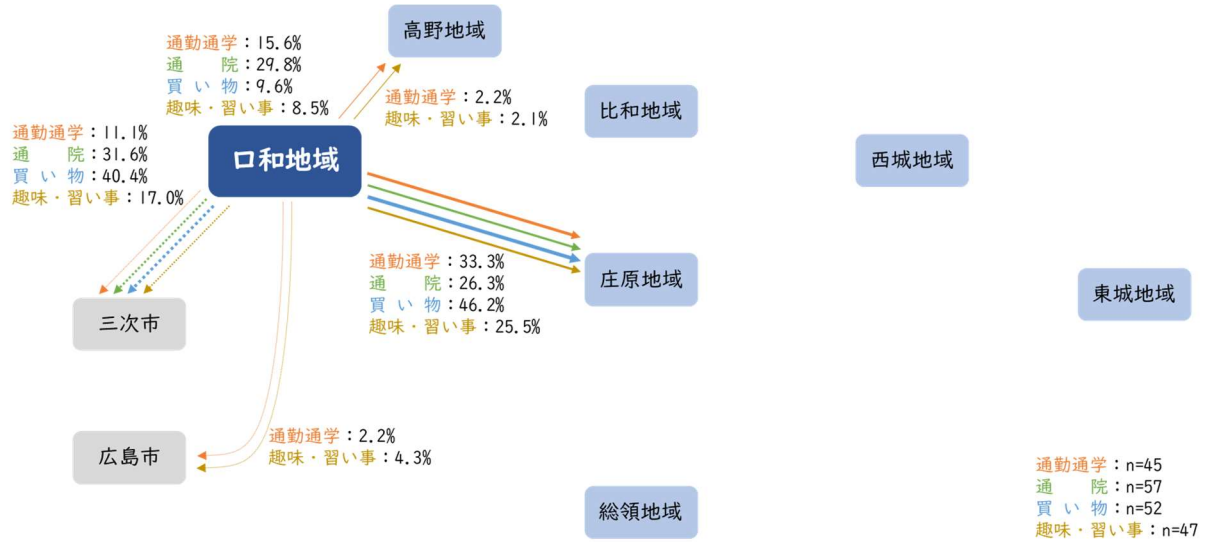 高野地域
通勤通学：15.6%
通　　院：29.8%
買 い 物：9.6%
趣味・習い事：8.5%
通勤通学：2.2%
趣味・習い事：2.1%
比和地域
通勤通学：11.1%
通　　院：31.6%
買 い 物：40.4%
趣味・習い事：17.0%
口和地域
西城地域
通勤通学：33.3%
通　　院：26.3%
買 い 物：46.2%
趣味・習い事：25.5%
庄原地域
東城地域
三次市
広島市
通勤通学：2.2%
趣味・習い事：4.3%
総領地域
通勤通学：n=45
通　　院：n=57
買 い 物：n=52
趣味・習い事：n=47